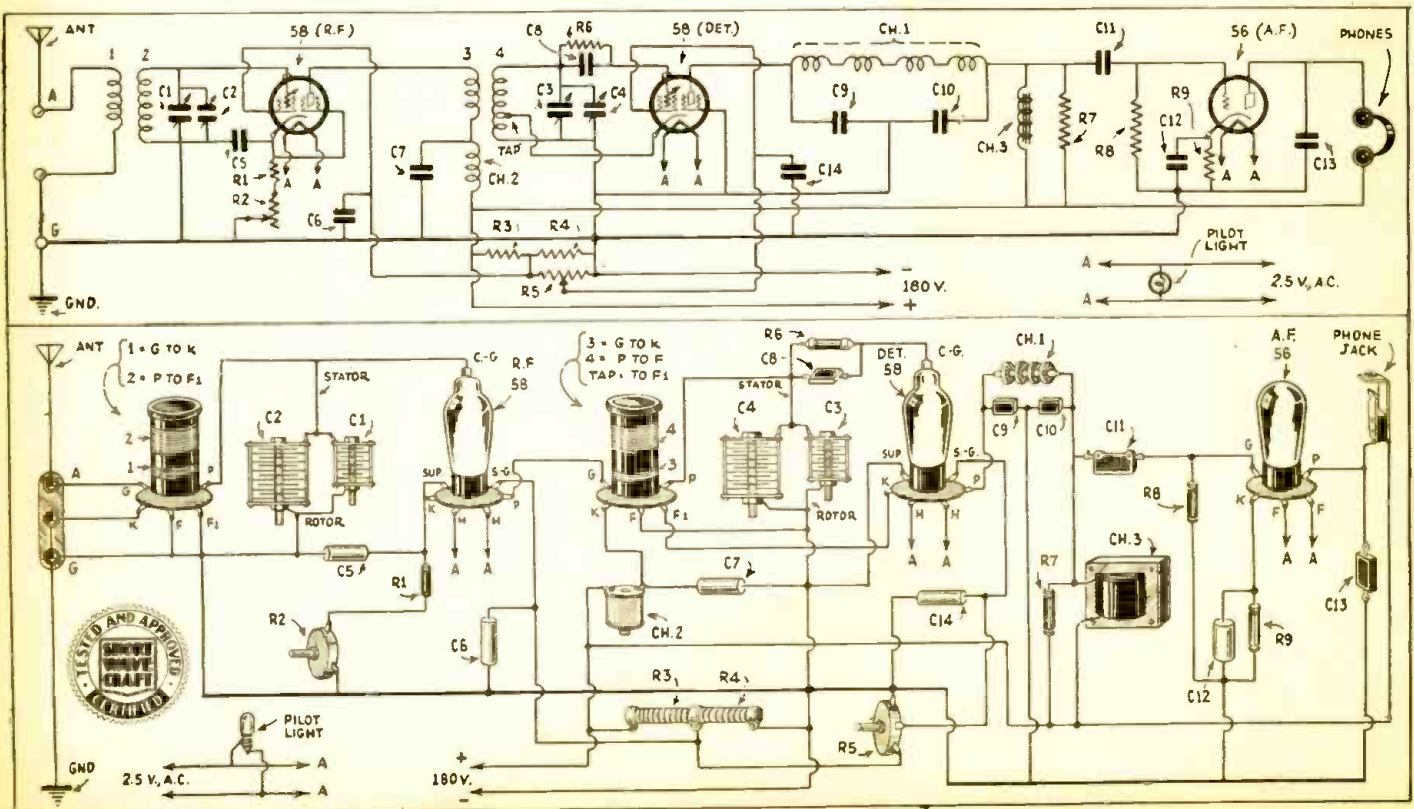 ANT
A
G
GND.
1
2
C1
C2
C5
R1
R2
58 (R.F)
A A
C6
3
4
C7
CH.2
TAP
C8
R6
C3
C4
58 (DET.)
A A
R3
R4
R5
C14
CH.1
C9
C10
CH.3
R7
C11
R8
C12
R9
56 (A.F.)
A A
C13
PHONES
-
180 V.
+
PILOT
LIGHT
A
A
2.5 V., A.C.
ANT
1 = G TO K
2 = P TO F1
2
1
A
G
G
K
F
F1
P
STATOR
C2
C1
ROTOR
C5
R1
R2
C.-G.
R.F
58
SUP.
S.-G.
K
H
H
P
A A
C6
3 = G TO K
4 = P TO F
TAP = TO F1
4
3
G
K
F
F1
P
CH.2
C7
R6
C8
STATOR
C4
C3
ROTOR
DET.
58
C.-G.
SUP.
S.-G.
K
H
H
P
A A
C14
R3
R4
R5
CH.1
C9
C10
C11
R7
CH.3
R8
A.F.
56
G
P
K
F
F
A A
C12
R9
C13
PHONE
JACK
TESTED AND APPROVED
SHORT
WAVE
CRAFT
CERTIFIED
PILOT
LIGHT
2.5 V., A.C.
A
A
GND
+
180V.
-